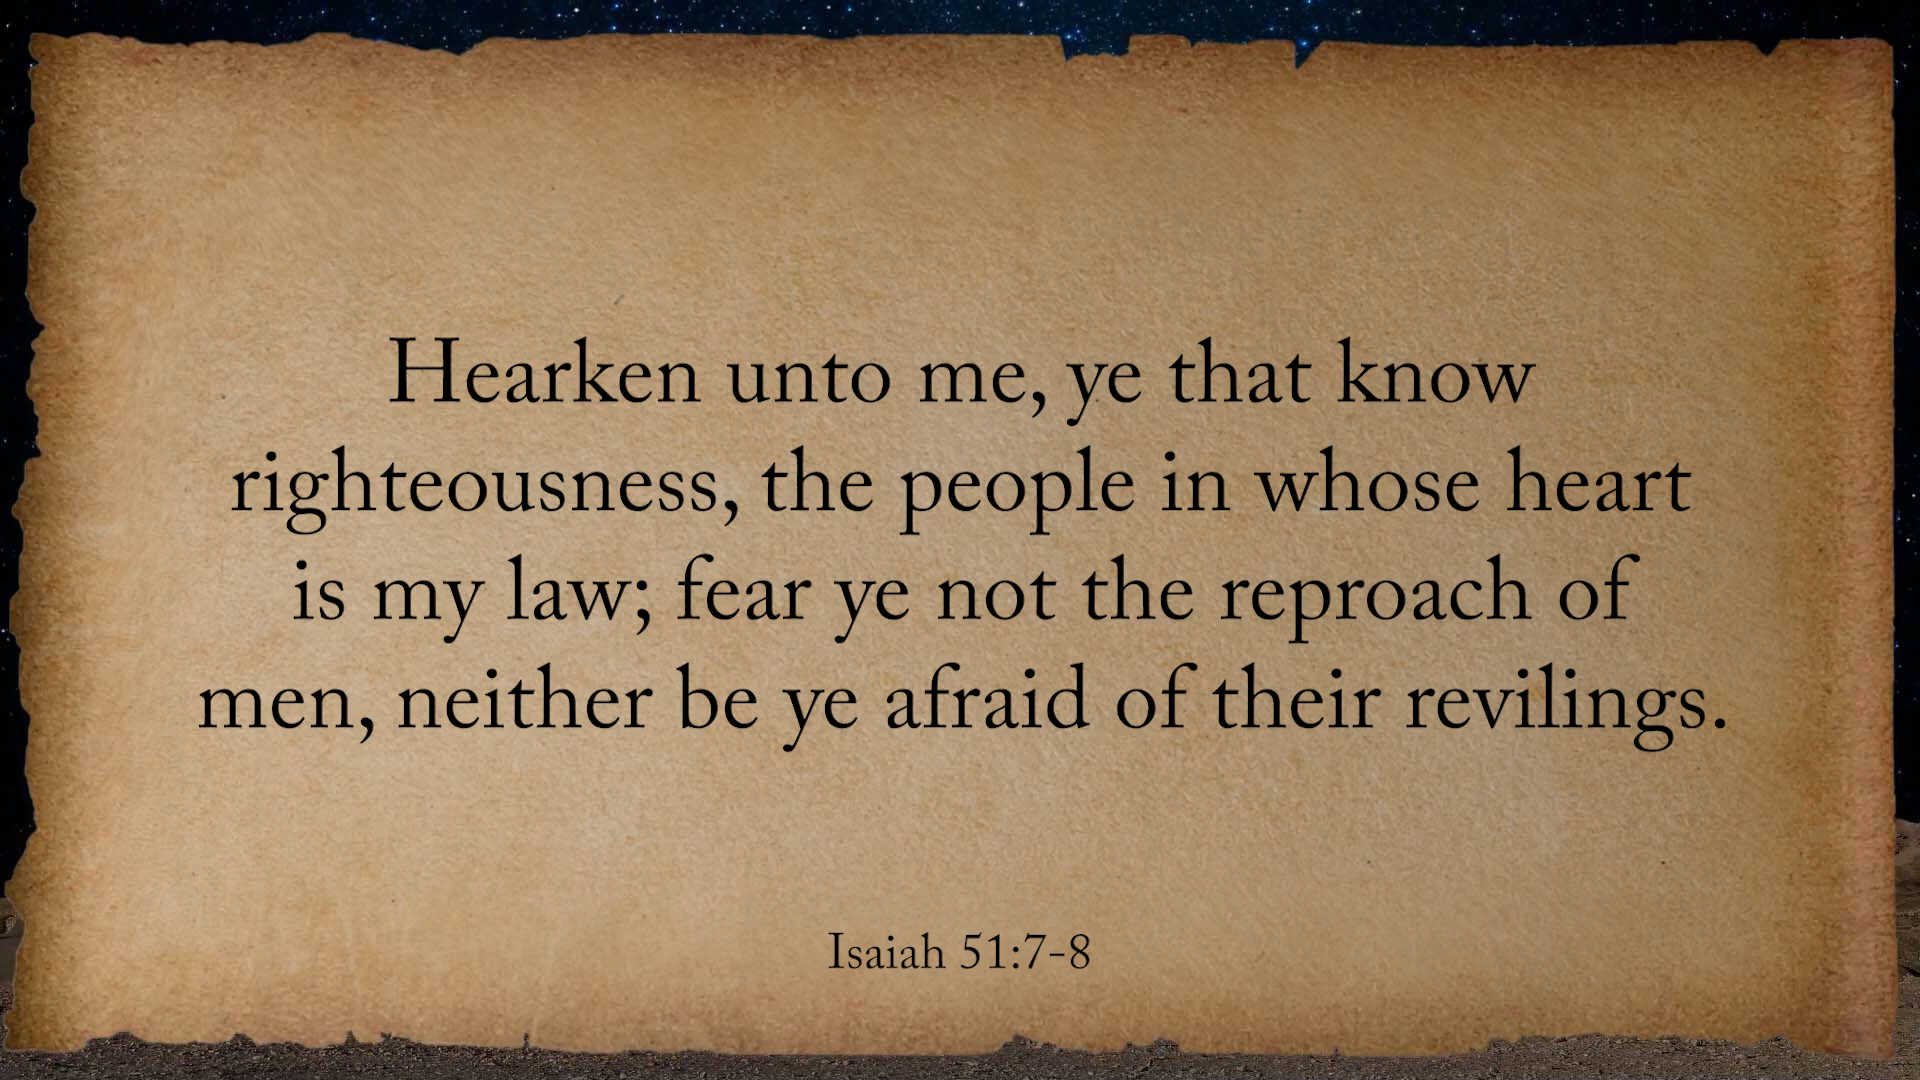 Hearken unto me, ye that know
righteousness, the people in whose heart
is my law; fear ye not the reproach of
men, neither be ye afraid of their revilings.
Isaiah 51:7-8